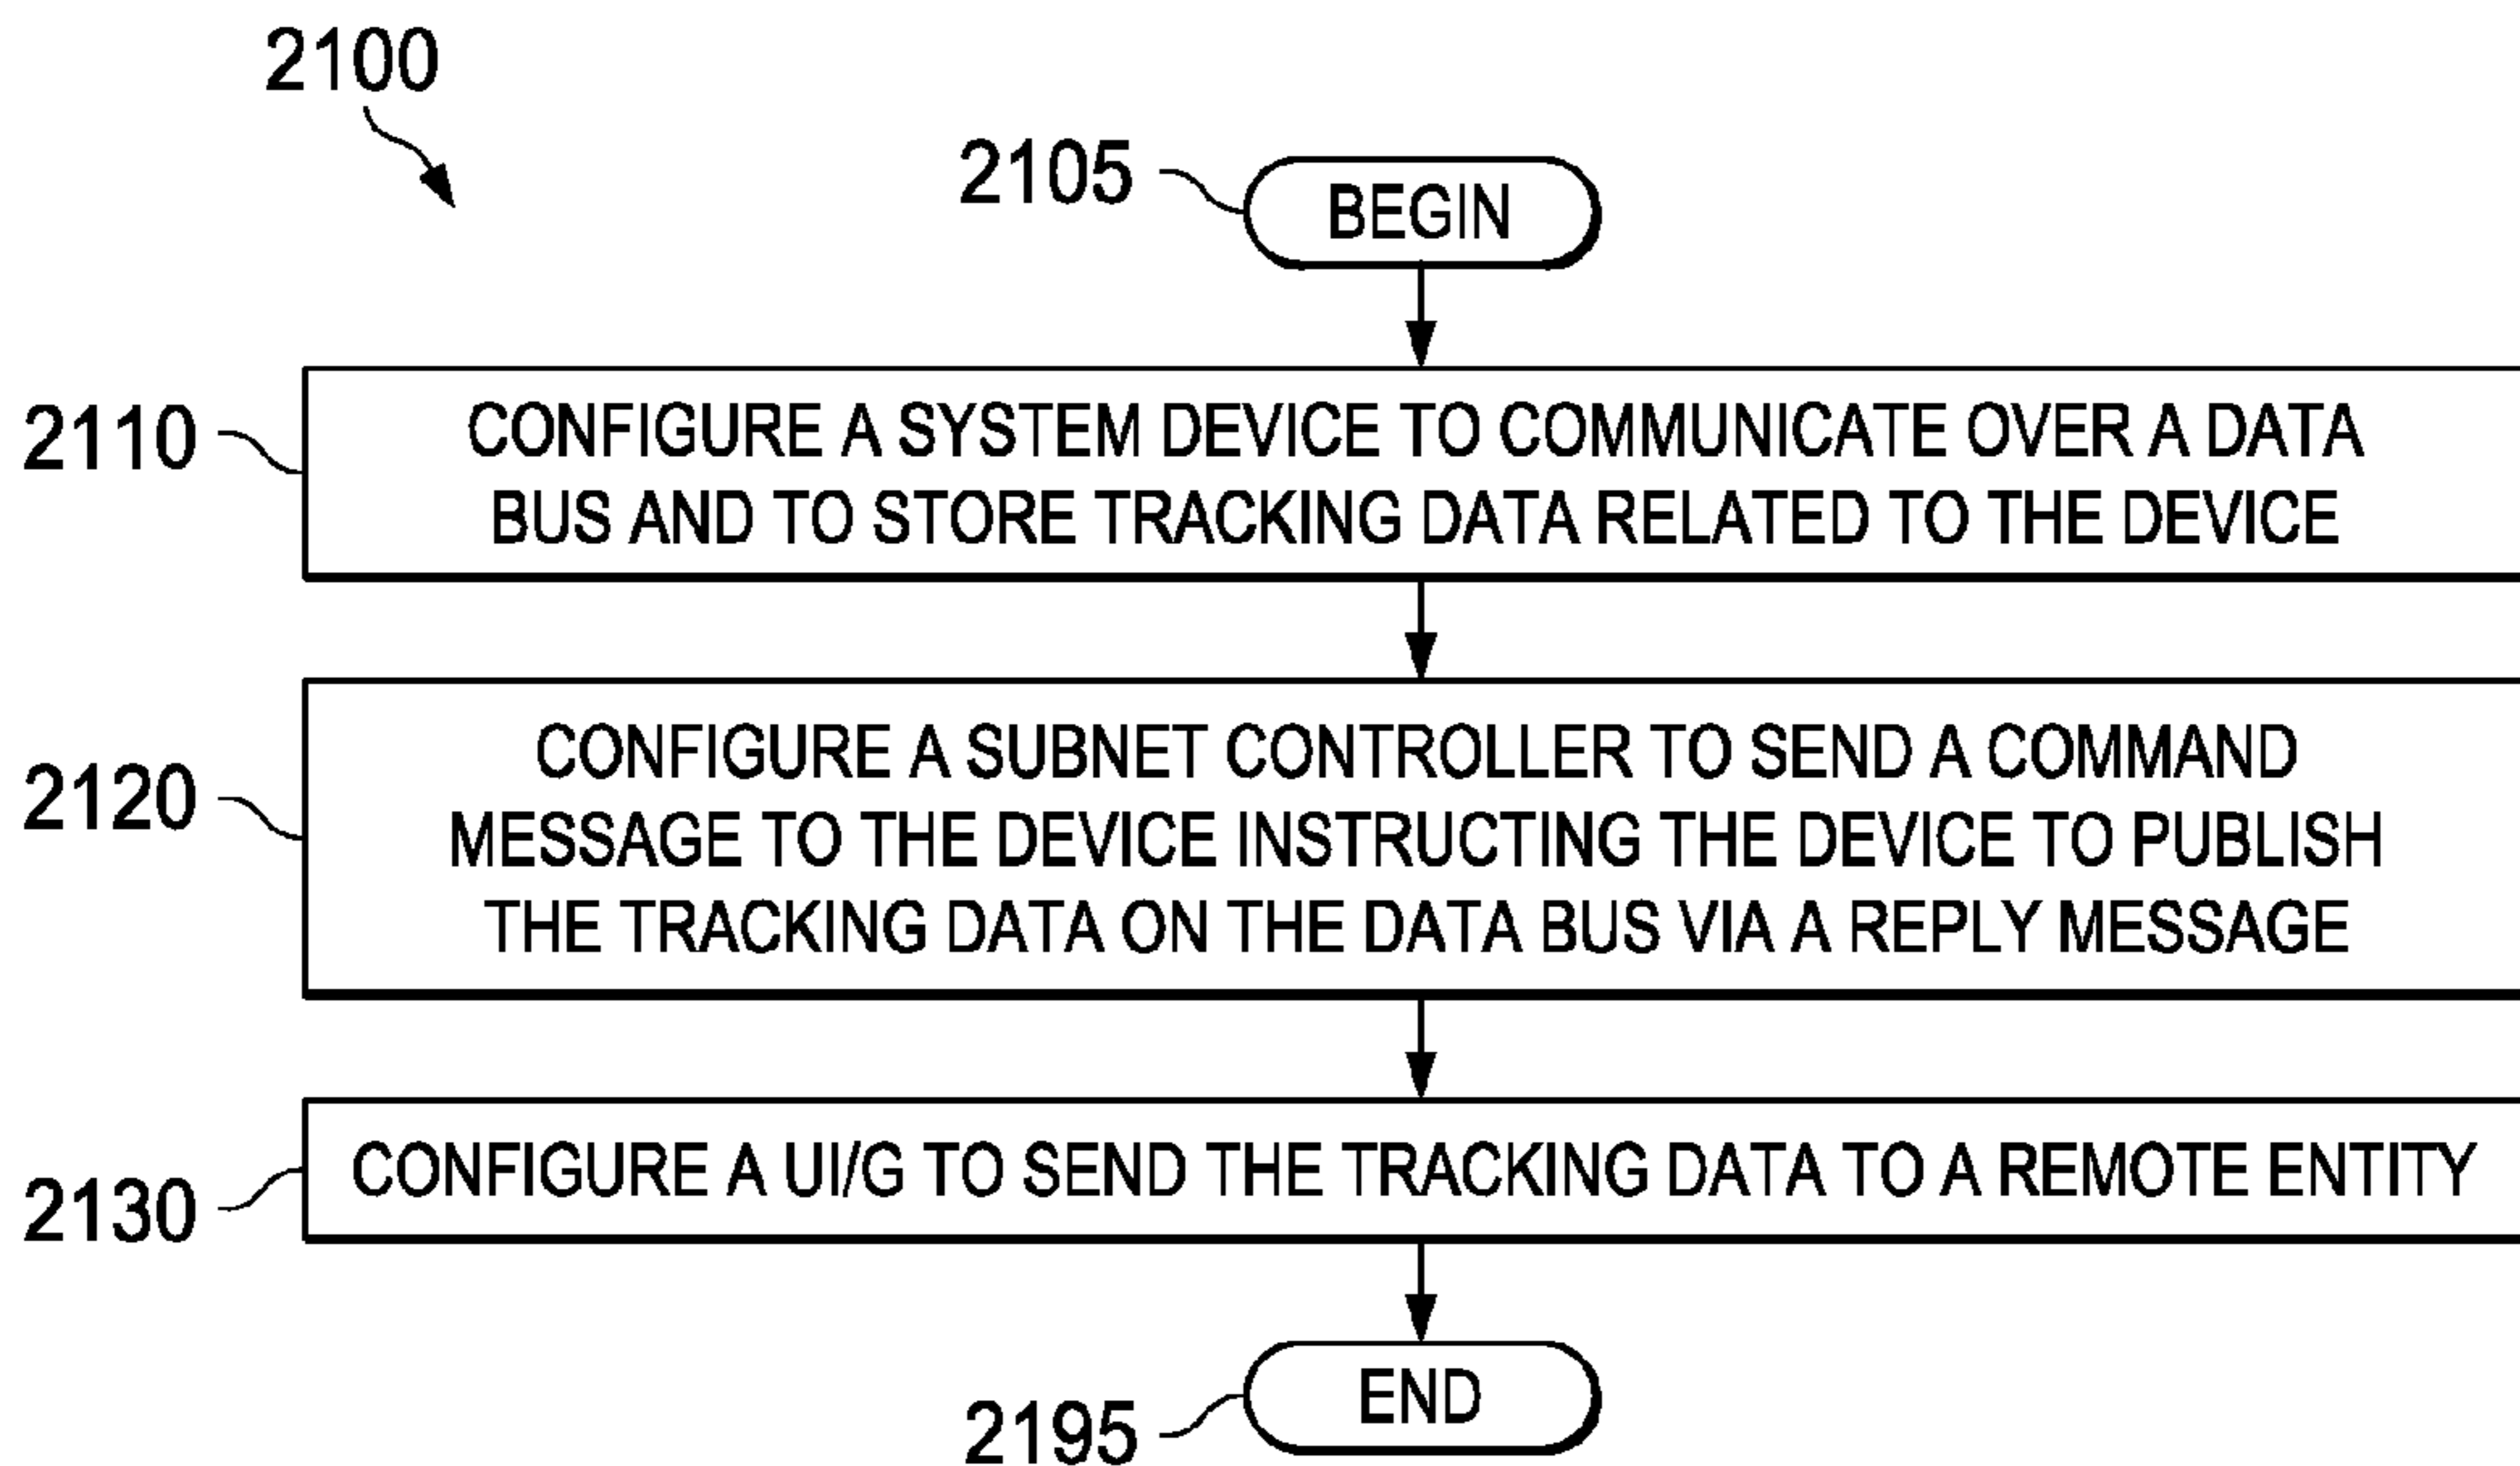 2100
2105
BEGIN
2110
CONFIGURE A SYSTEM DEVICE TO COMMUNICATE OVER A DATA
BUS AND TO STORE TRACKING DATA RELATED TO THE DEVICE
2120
CONFIGURE A SUBNET CONTROLLER TO SEND A COMMAND
MESSAGE TO THE DEVICE INSTRUCTING THE DEVICE TO PUBLISH
THE TRACKING DATA ON THE DATA BUS VIA A REPLY MESSAGE
2130
CONFIGURE A UI/G TO SEND THE TRACKING DATA TO A REMOTE ENTITY
END
2195